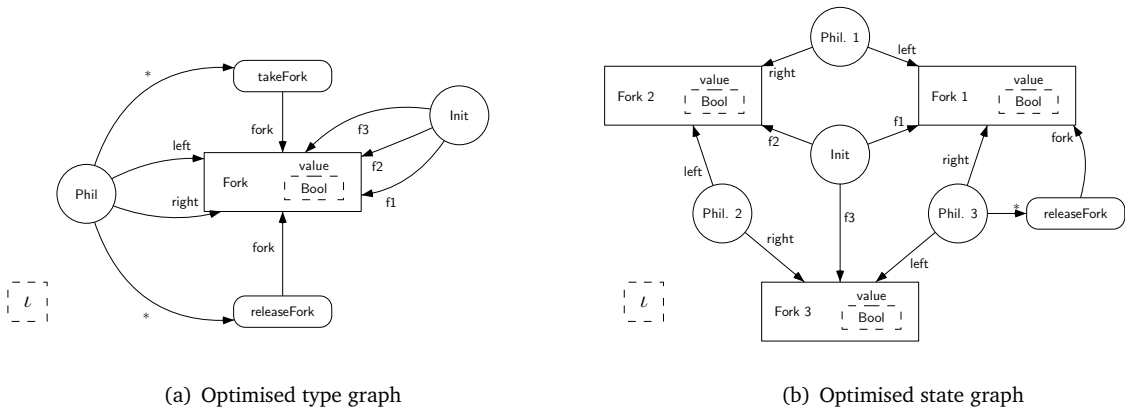 *
takeFork
fork
f3
Init
left
f2
value
Fork
Bool
f1
Phil
right
fork
ι
*
releaseFork
(a) Optimised type graph
Phil. 1
right
left
value
Fork 2
Bool
value
Fork 1
Bool
f2
f1
fork
Init
left
right
Phil. 2
f3
Phil. 3
*
releaseFork
right
left
ι
value
Fork 3
Bool
(b) Optimised state graph